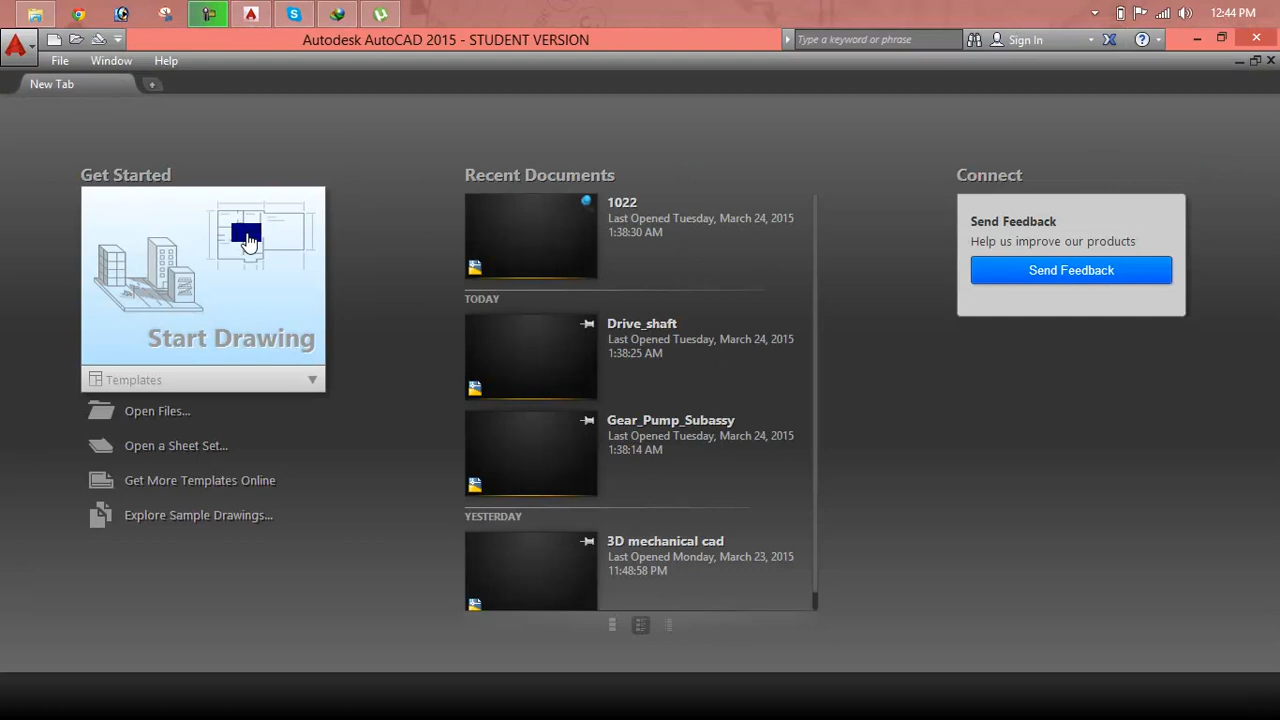 12:44 PM
Autodesk AutoCAD 2015 - STUDENT VERSION
Type a keyword or phrase
Sign In
File
Window
Help
New Tab
Get Started
Start Drawing
Templates
Open Files...
Open a Sheet Set...
Get More Templates Online
Explore Sample Drawings...
Recent Documents
1022
Last Opened Tuesday, March 24, 2015
1:38:30 AM
TODAY
Drive_shaft
Last Opened Tuesday, March 24, 2015
1:38:25 AM
Gear_Pump_Subassy
Last Opened Tuesday, March 24, 2015
1:38:14 AM
YESTERDAY
3D mechanical cad
Last Opened Monday, March 23, 2015
11:48:58 PM
Connect
Send Feedback
Help us improve our products
Send Feedback